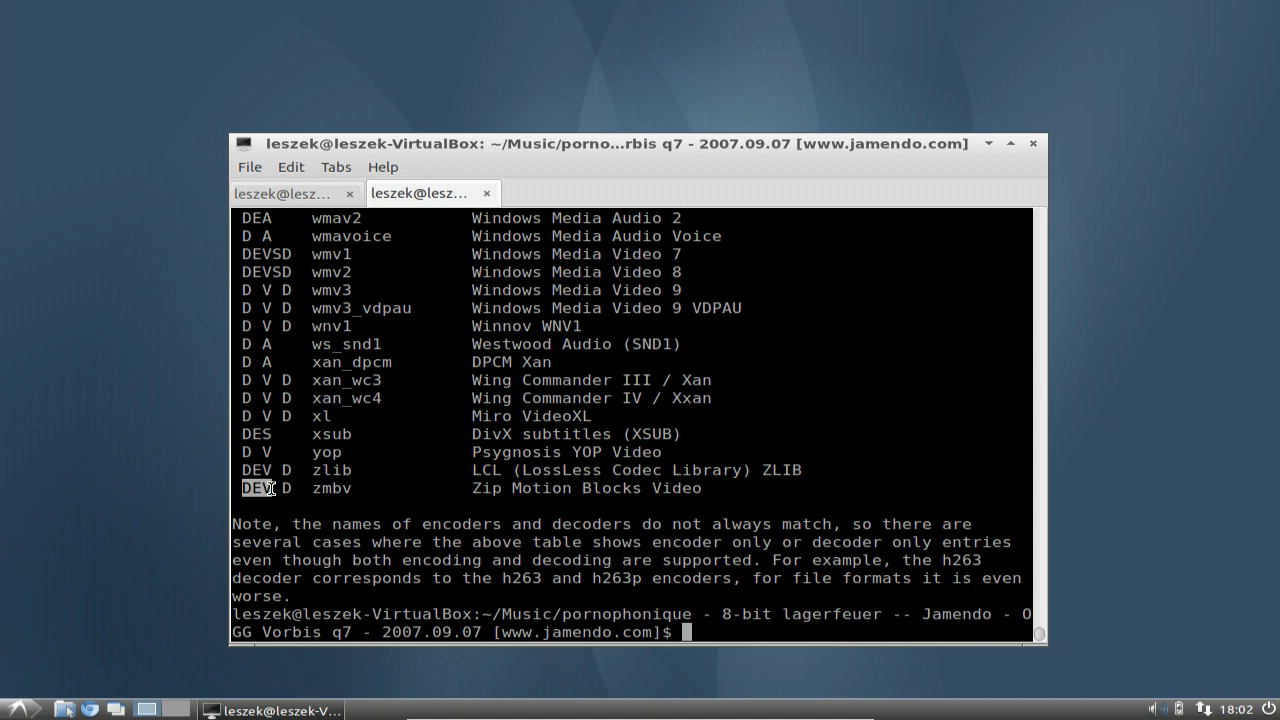 leszek@leszek-VirtualBox: ~/Music/porno...rbis q7 - 2007.09.07 [www.jamendo.com]
File Edit Tabs Help
leszek@lesz... leszek@lesz...
DEA wmav2 Windows Media Audio 2
D A wmavoice Windows Media Audio Voice
DEVSD wmv1 Windows Media Video 7
DEVSD wmv2 Windows Media Video 8
D V D wmv3 Windows Media Video 9
D V D wmv3_vdpau Windows Media Video 9 VDPAU
D V D wnv1 Winnov WNV1
D A ws_snd1 Westwood Audio (SND1)
D A xan_dpcm DPCM Xan
D V D xan_wc3 Wing Commander III / Xan
D V D xan_wc4 Wing Commander IV / Xxan
D V D xl Miro VideoXL
DES xsub DivX subtitles (XSUB)
D V yop Psygnosis YOP Video
DEV D zlib LCL (LossLess Codec Library) ZLIB
DEV D zmbv Zip Motion Blocks Video
Note, the names of encoders and decoders do not always match, so there are
several cases where the above table shows encoder only or decoder only entries
even though both encoding and decoding are supported. For example, the h263
decoder corresponds to the h263 and h263p encoders, for file formats it is even
worse.
leszek@leszek-VirtualBox:~/Music/pornophonique - 8-bit lagerfeuer -- Jamendo - O
GG Vorbis q7 - 2007.09.07 [www.jamendo.com]$
leszek@leszek-V... 18:02